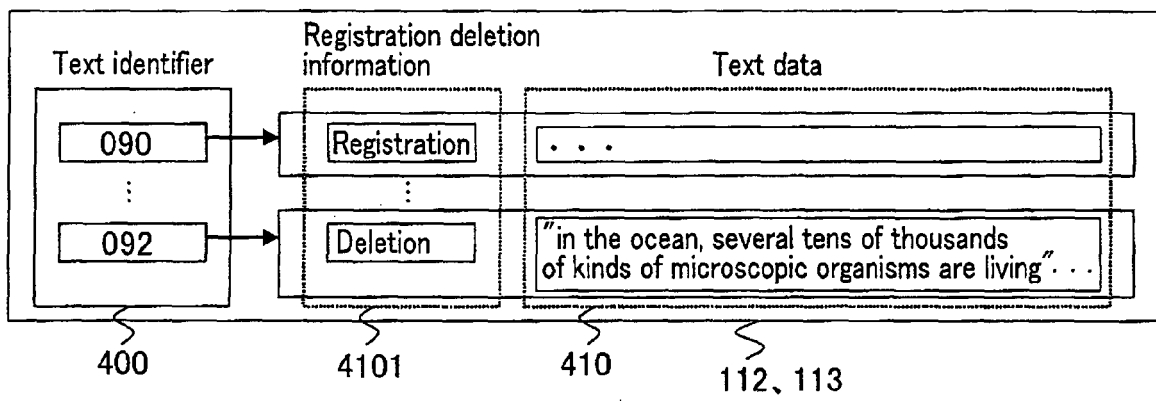 Registration deletion
information
Text identifier
Text data
090
Registration
. . .
⋮
⋮
092
Deletion
"in the ocean, several tens of thousands
of kinds of microscopic organisms are living" . . .
400
4101
410
112、113